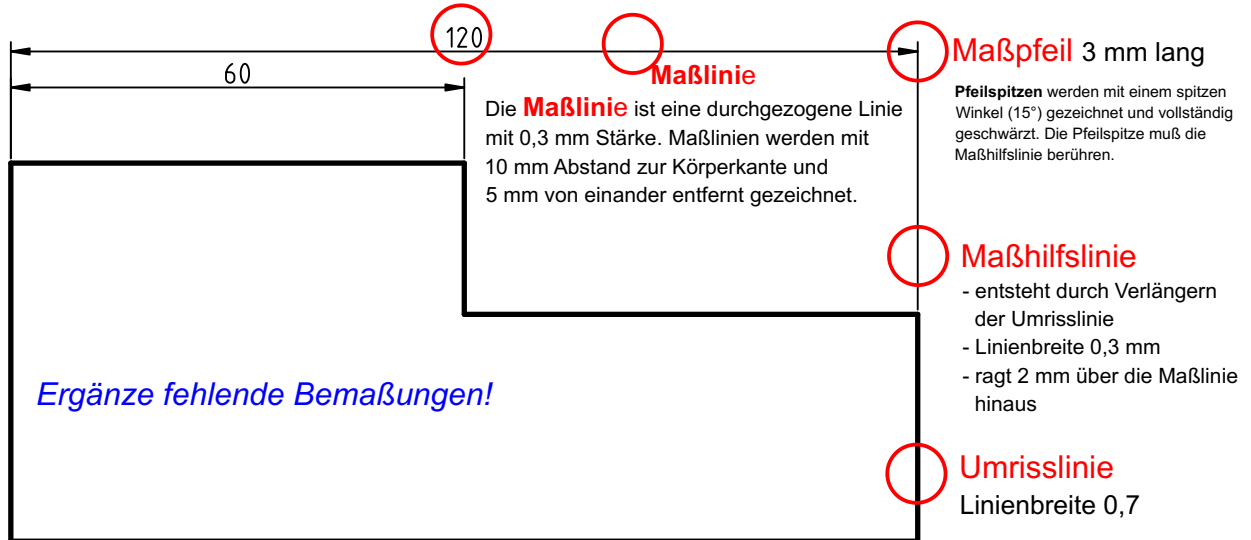 120
60
Maßlinie
Die Maßlinie ist eine durchgezogene Linie
mit 0,3 mm Stärke. Maßlinien werden mit
10 mm Abstand zur Körperkante und
5 mm von einander entfernt gezeichnet.
Maßpfeil 3 mm lang
Pfeilspitzen werden mit einem spitzen
Winkel (15°) gezeichnet und vollständig
geschwärzt. Die Pfeilspitze muß die
Maßhilfslinie berühren.
Maßhilfslinie
- entsteht durch Verlängern
der Umrisslinie
- Linienbreite 0,3 mm
- ragt 2 mm über die Maßlinie
hinaus
Ergänze fehlende Bemaßungen!
Umrisslinie
Linienbreite 0,7